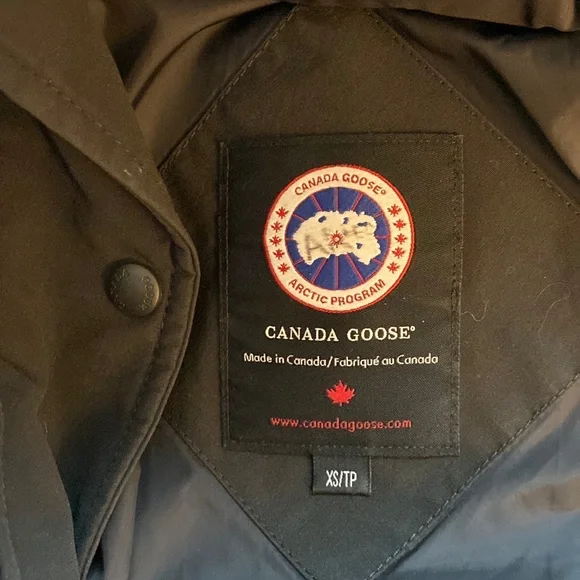 CANADA GOOSE®
ARCTIC PROGRAM
CANADA GOOSE®
Made in Canada/Fabriqué au Canada
www.canadagoose.com
XS/TP